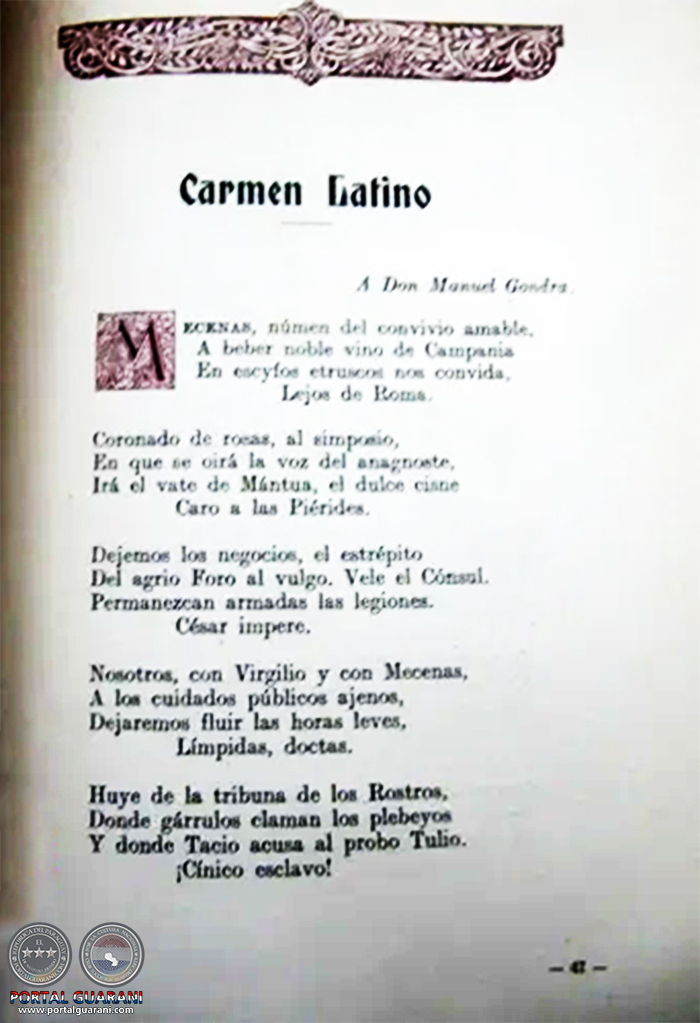 Carmen Latino
A Don Manuel Gondra.
MECENAS, númen del convivio amable,
A beber noble vino de Campania
En escyfos etruscos nos convida,
Lejos de Roma.
Coronado de rosas, al simposio,
En que se oirá la voz del anagnoste,
Irá el vate de Mántua, el dulce cisne
Caro a las Piérides.
Dejemos los negocios, el estrépito
Del agrio Foro al vulgo. Vele el Cónsul.
Permanezcan armadas las legiones.
César impere.
Nosotros, con Virgilio y con Mecenas,
A los cuidados públicos ajenos,
Dejaremos fluir las horas leves,
Límpidas, doctas.
Huye de la tribuna de los Rostros,
Donde gárrulos claman los plebeyos
Y donde Tacio acusa al probo Tulio.
¡Cínico esclavo!
PORTAL GUARANI
www.portalguarani.com